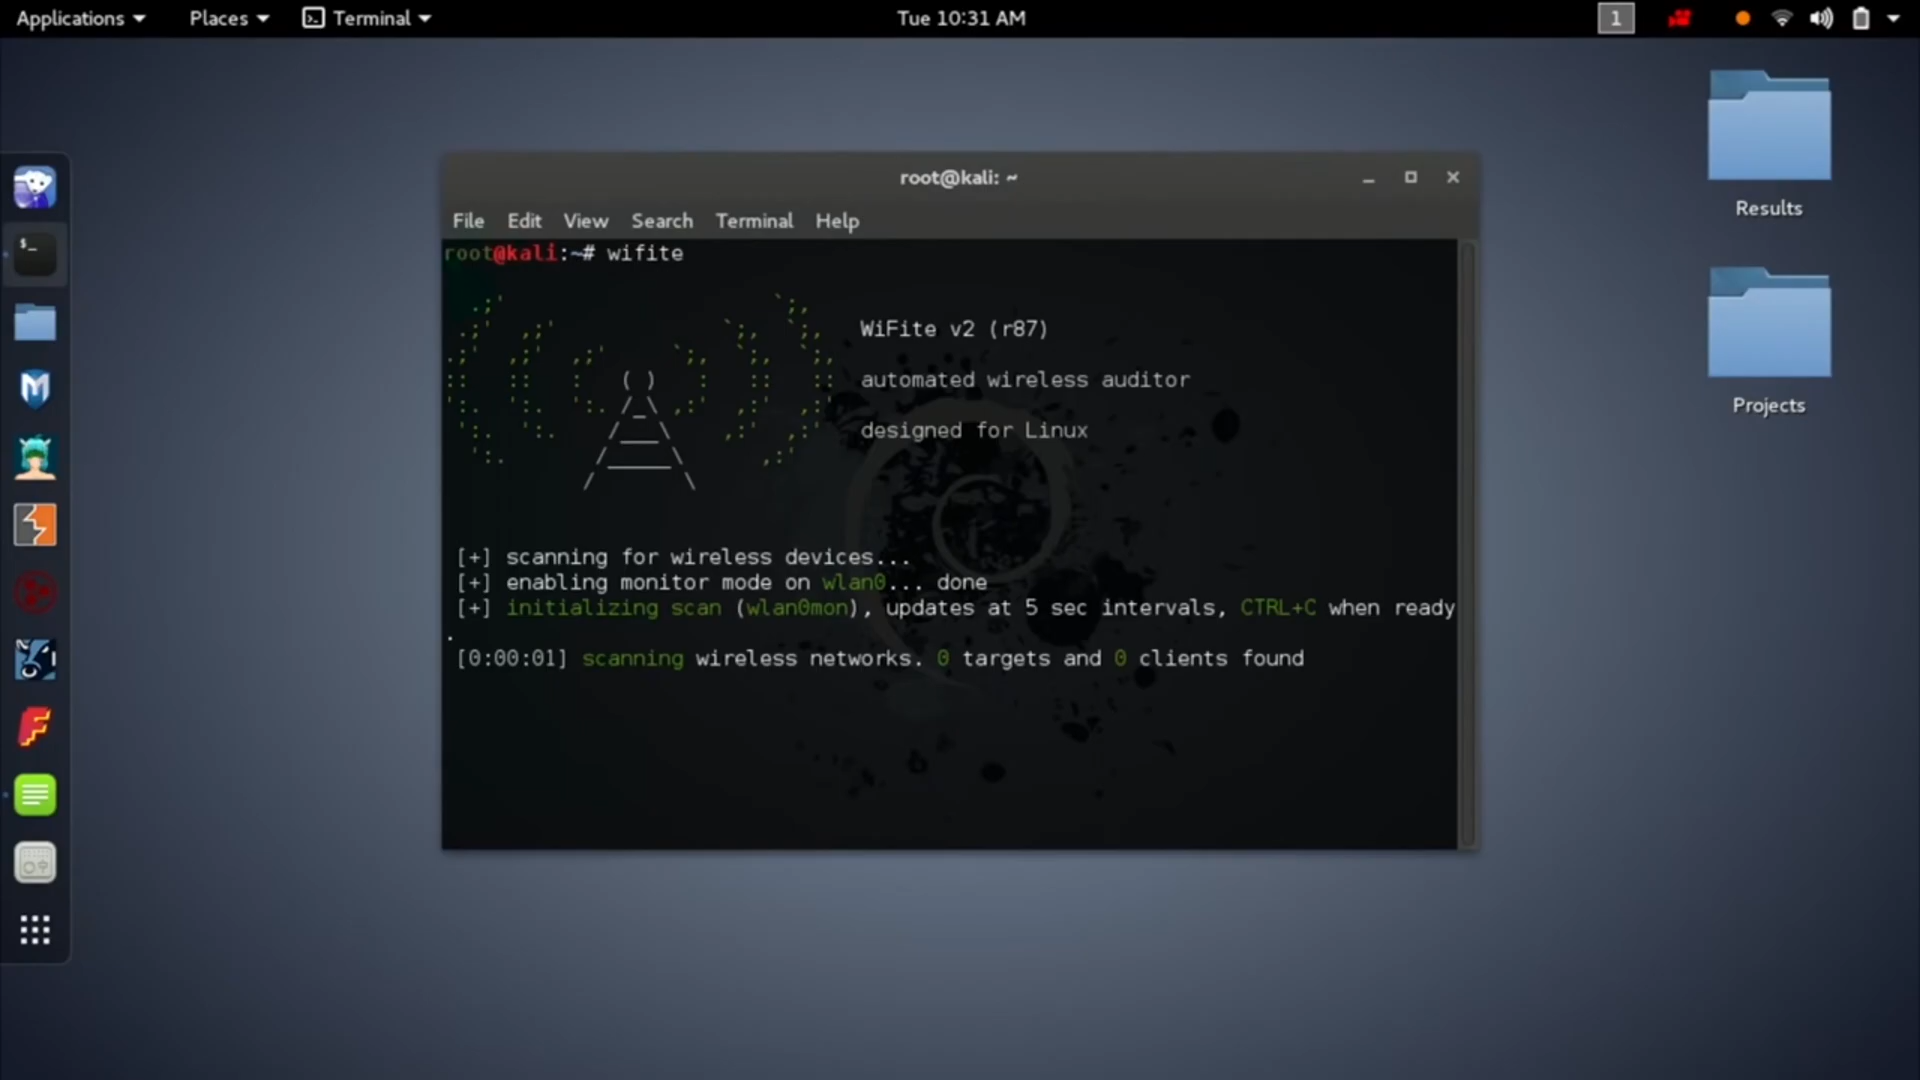 Applications Places Terminal Tue 10:31 AM 1
Results
Projects
root@kali: ~
File Edit View Search Terminal Help
root@kali:~# wifite
WiFite v2 (r87)
automated wireless auditor
designed for Linux
[+] scanning for wireless devices...
[+] enabling monitor mode on wlan0... done
[+] initializing scan (wlan0mon), updates at 5 sec intervals, CTRL+C when ready
.
[0:00:01] scanning wireless networks. 0 targets and 0 clients found